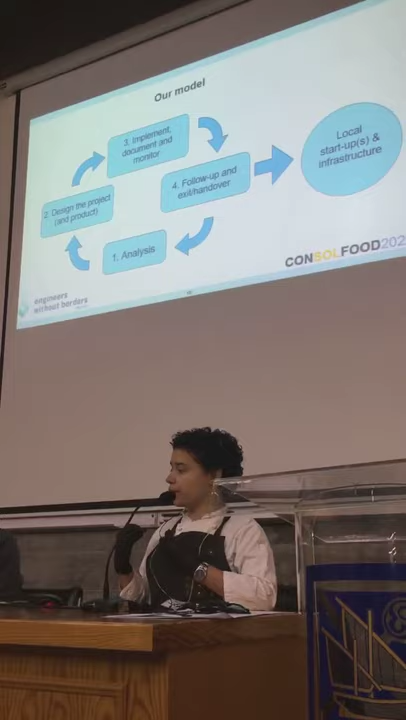 Our model
3. Implement,
document and
monitor
2. Design the project
(and product)
4. Follow-up and
exit/handover
1. Analysis
Local
start-up(s) &
infrastructure
engineers
without borders
CONSOLFOOD202